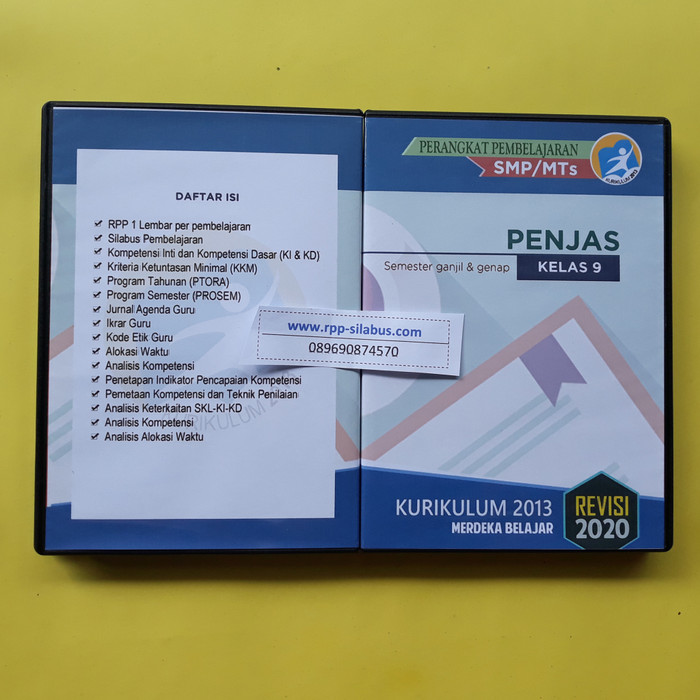 DAFTAR ISI
RPP 1 Lembar per pembelajaran
Silabus Pembelajaran
Kompetensi Inti dan Kompetensi Dasar (KI & KD)
Kriteria Ketuntasan Minimal (KKM)
Program Tahunan (PTORA)
Program Semester (PROSEM)
Jurnal Agenda Guru
Ikrar Guru
Kode Etik Guru
Alokasi Waktu
Analisis Kompetensi
Penetapan Indikator Pencapaian Kompetensi
Pemetaan Kompetensi dan Teknik Penilaian
Analisis Keterkaitan SKL-KI-KD
Analisis Kompetensi
Analisis Alokasi Waktu
www.rpp-silabus.com
089690874570
PERANGKAT PEMBELAJARAN
SMP/MTs
PENJAS
Semester ganjil & genap
KELAS 9
KURIKULUM 2013
MERDEKA BELAJAR
REVISI
2020